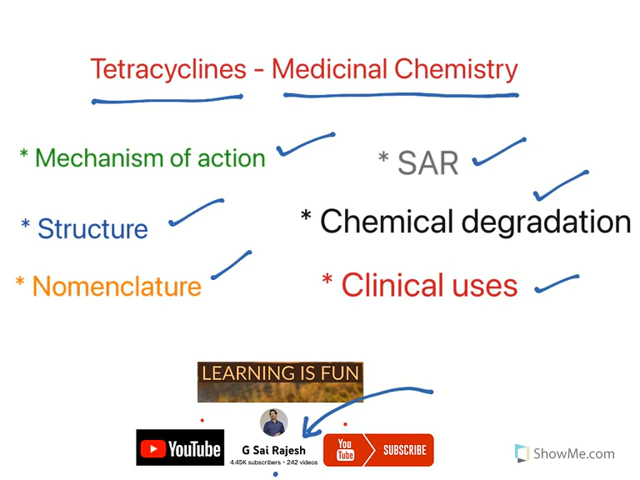 Tetracyclines - Medicinal Chemistry
* Mechanism of action
* SAR
* Structure
* Chemical degradation
* Nomenclature
* Clinical uses
LEARNING IS FUN
YouTube
G Sai Rajesh
4.45K subscribers • 242 videos
You
Tube
SUBSCRIBE
ShowMe.com